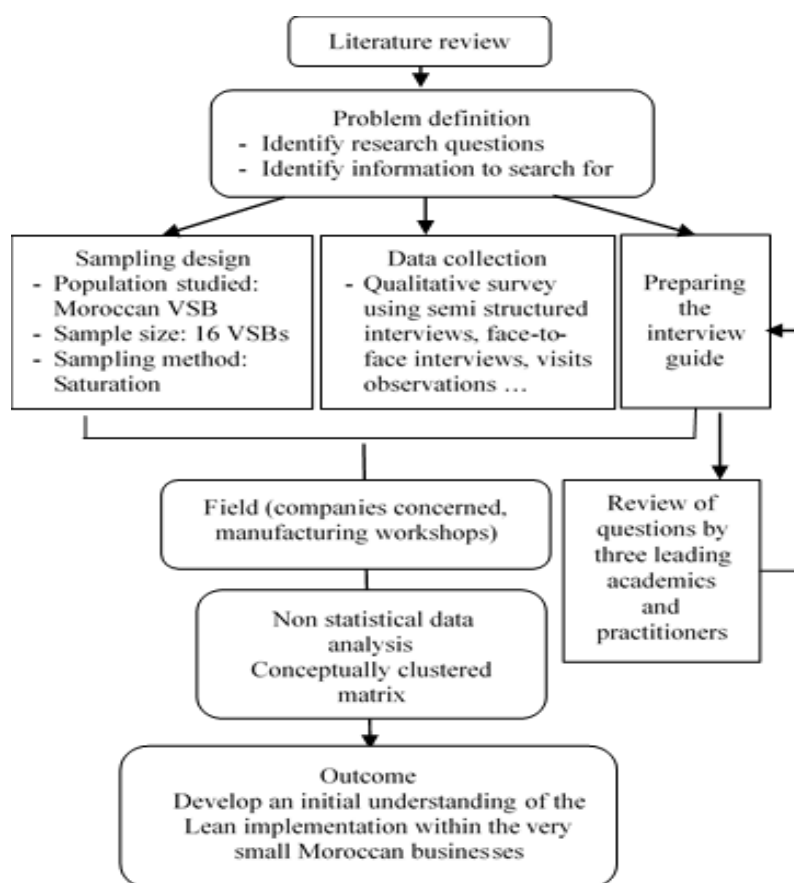 Literature review
Problem definition
- Identify research questions
- Identify information to search for
Sampling design
- Population studied:
Moroccan VSB
- Sample size: 16 VSBs
- Sampling method:
Saturation
Data collection
- Qualitative survey
using semi structured
interviews, face-to-
face interviews, visits
observations ...
Preparing
the
interview
guide
Field (companies concerned,
manufacturing workshops)
Review of
questions by
three leading
academics
and
practitioners
Non statistical data
analysis
Conceptually clustered
matrix
Outcome
Develop an initial understanding of the
Lean implementation within the very
small Moroccan businesses